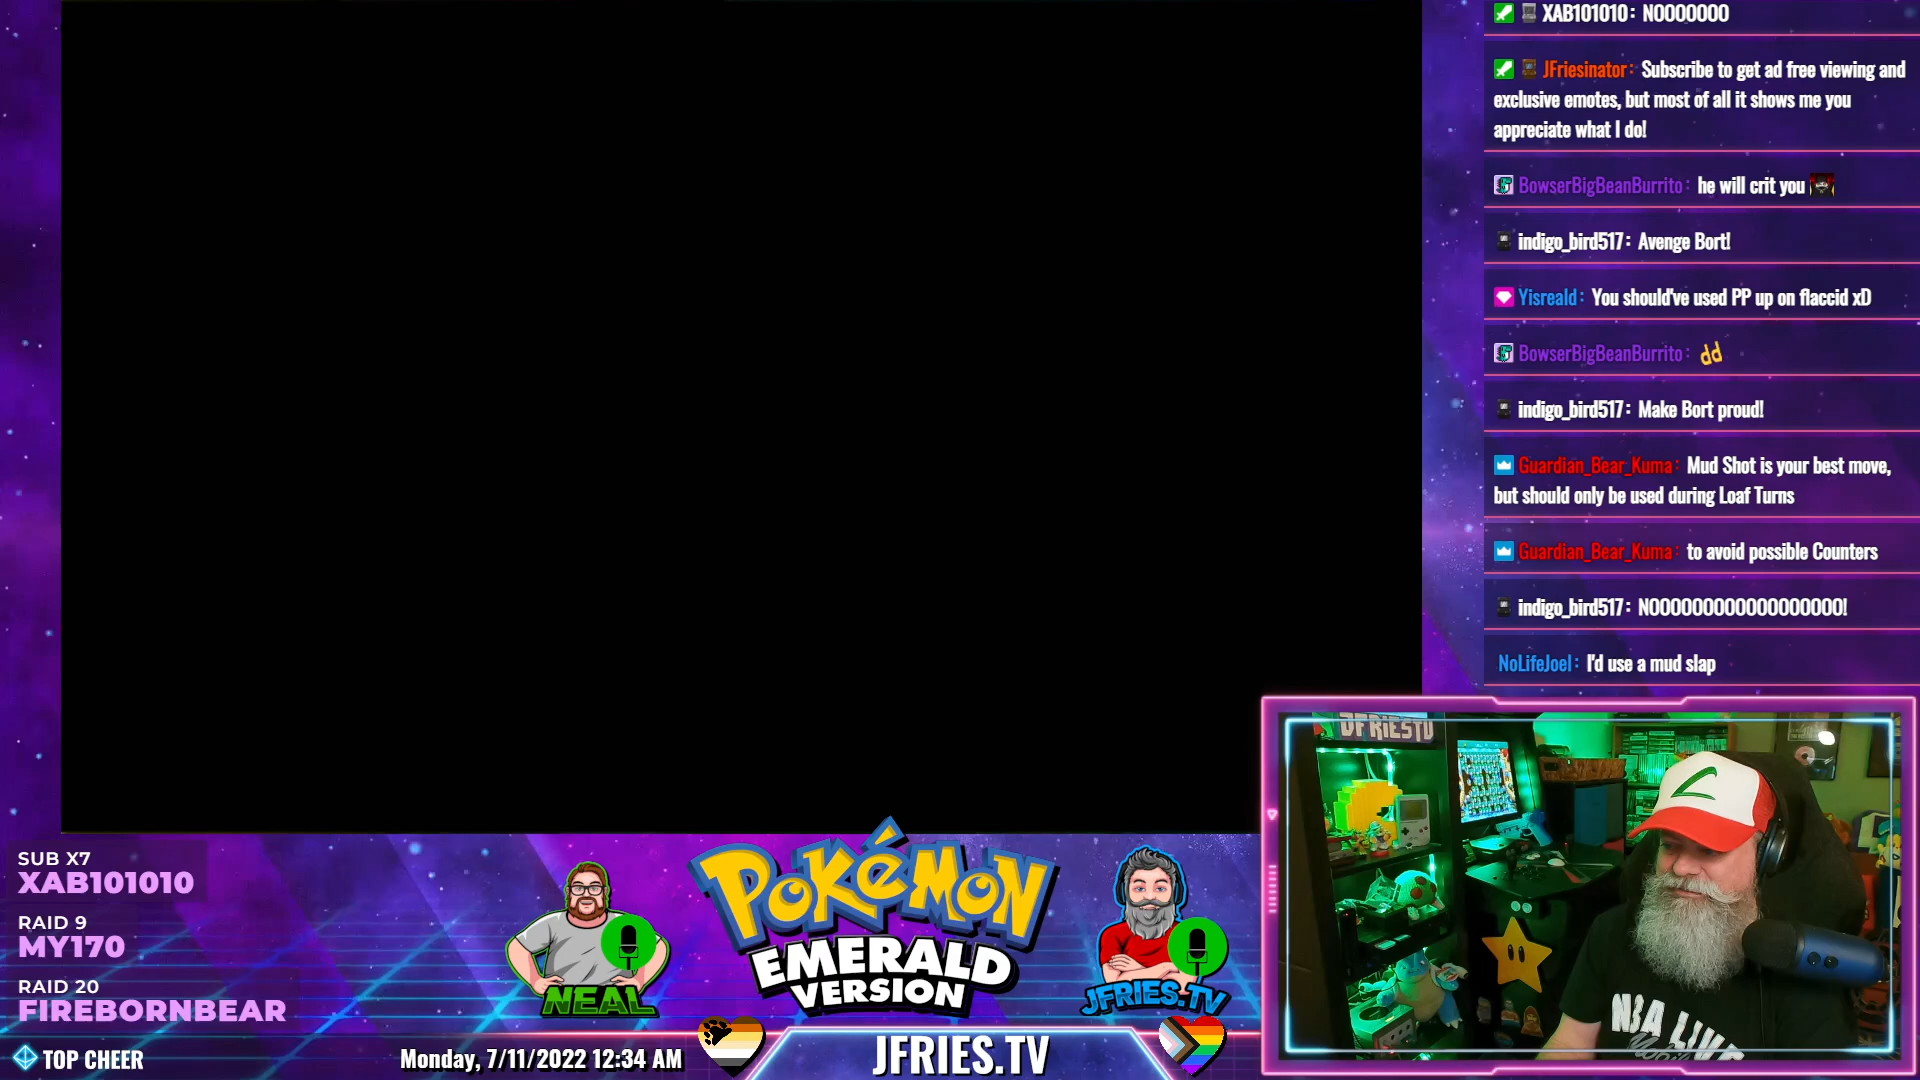 XAB101010: NOOOOOOO
JFriesinator: Subscribe to get ad free viewing and
exclusive emotes, but most of all it shows me you
appreciate what I do!
BowserBigBeanBurrito: he will crit you
indigo_bird517: Avenge Bort!
Yisreald: You should've used PP up on flaccid xD
BowserBigBeanBurrito:
indigo_bird517: Make Bort proud!
Guardian_Bear_Kuma: Mud Shot is your best move,
but should only be used during Loaf Turns
Guardian_Bear_Kuma: to avoid possible Counters
indigo_bird517: NOOOOOOOOOOOOOOOOOO!
NoLifeJoel: I'd use a mud slap
JFRIESTV
SUB X7
XAB101010
RAID 9
MY170
RAID 20
FIREBORNBEAR
TOP CHEER
Monday, 7/11/2022 12:34 AM
NEAL
POKéMON
EMERALD
VERSION
JFRIES.TV
JFRIES.TV